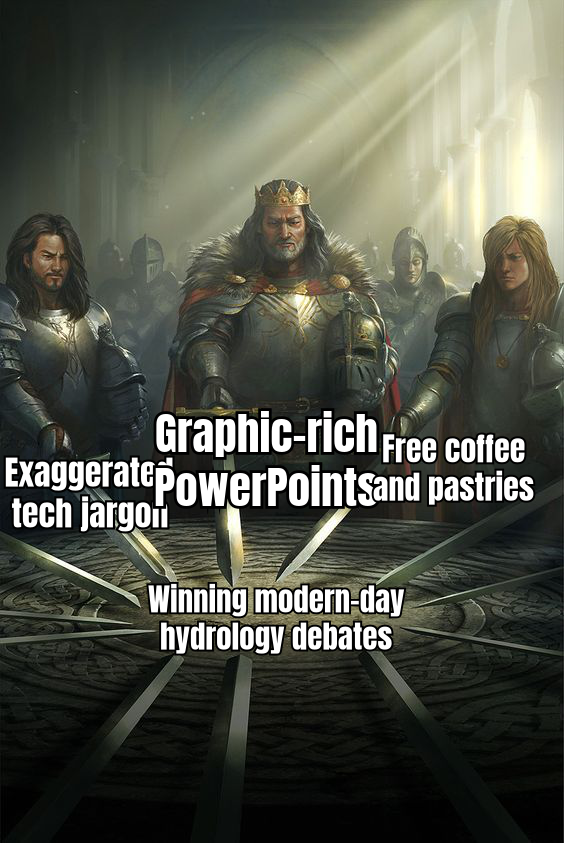 Exaggerated
tech jargon
Graphic-rich
PowerPoints
Free coffee
and pastries
Winning modern-day
hydrology debates